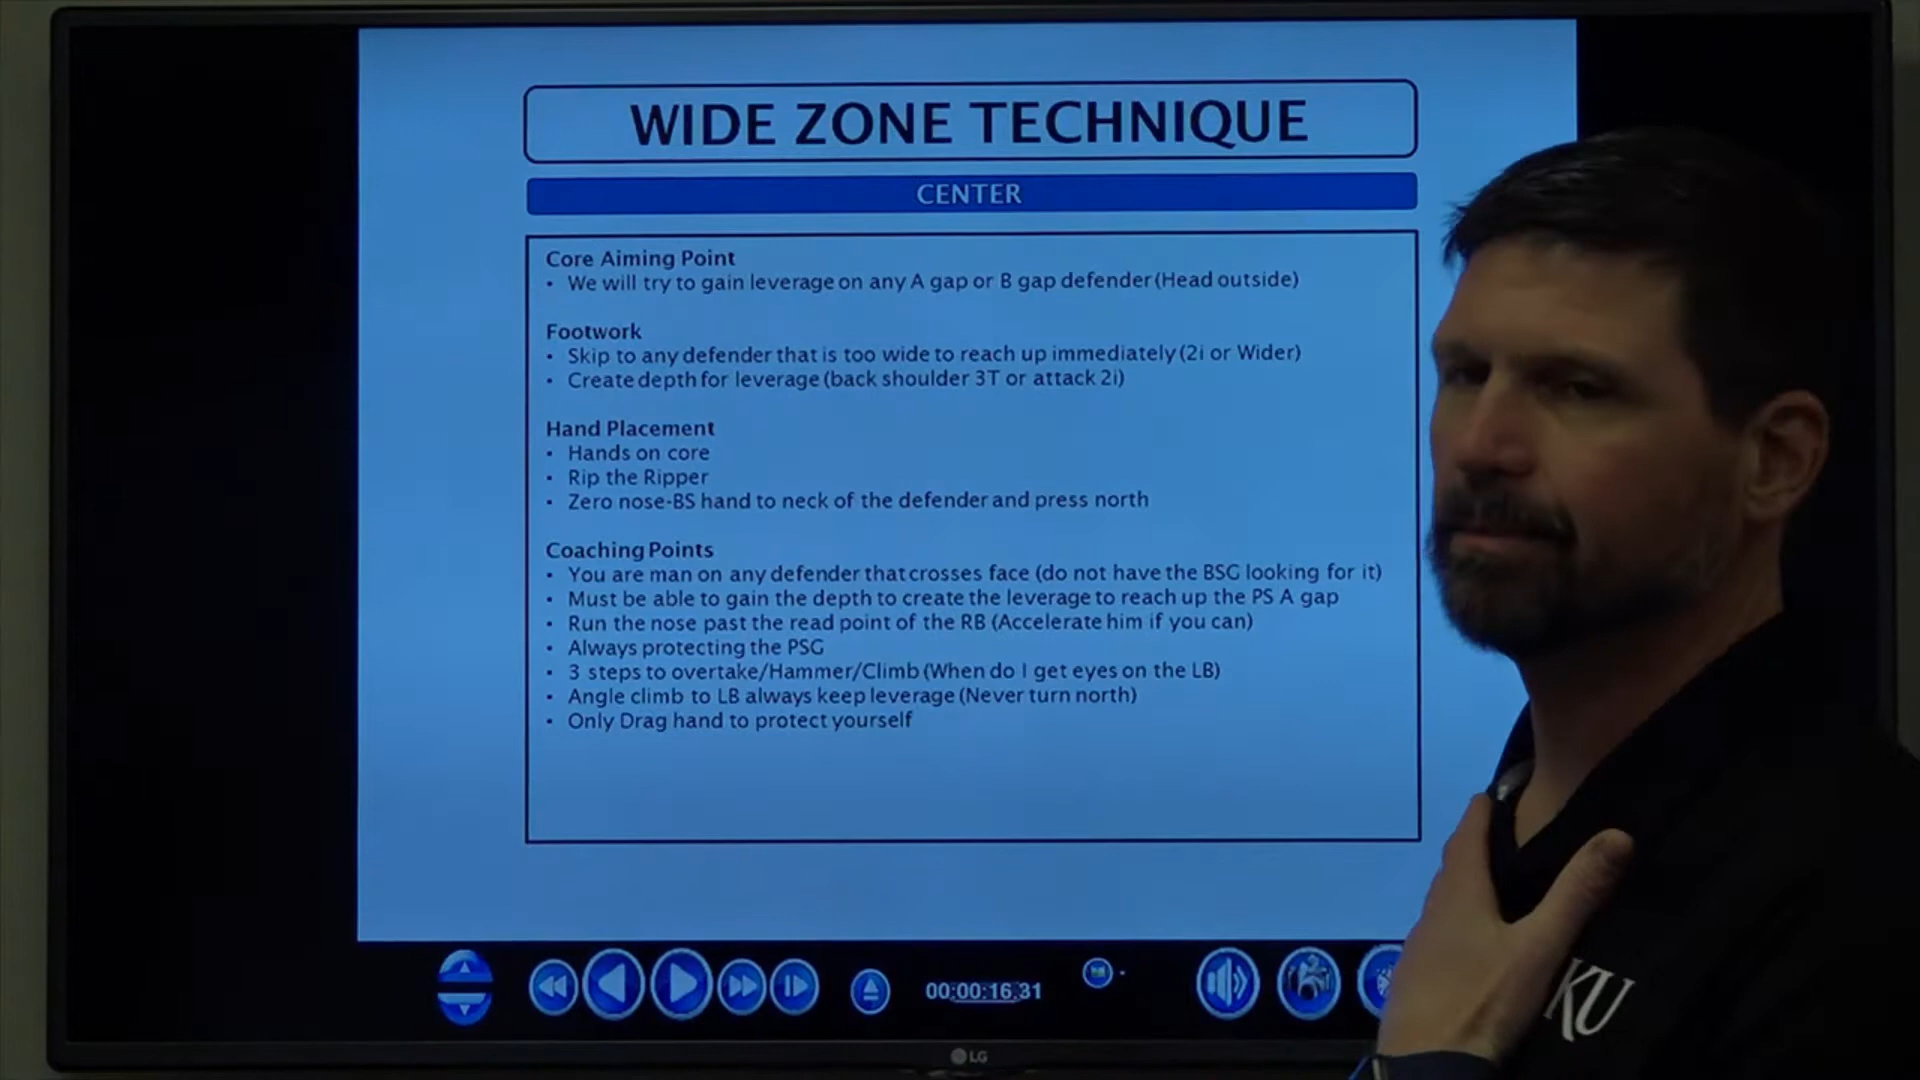 WIDE ZONE TECHNIQUE
CENTER
Core Aiming Point
• We will try to gain leverage on any A gap or B gap defender (Head outside)
Footwork
• Skip to any defender that is too wide to reach up immediately (2i or Wider)
• Create depth for leverage (back shoulder 3T or attack 2i)
Hand Placement
• Hands on core
• Rip the Ripper
• Zero nose-BS hand to neck of the defender and press north
Coaching Points
• You are man on any defender that crosses face (do not have the BSG looking for it)
• Must be able to gain the depth to create the leverage to reach up the PS A gap
• Run the nose past the read point of the RB (Accelerate him if you can)
• Always protecting the PSG
• 3 steps to overtake/Hammer/Climb (When do I get eyes on the LB)
• Angle climb to LB always keep leverage (Never turn north)
• Only Drag hand to protect yourself
00:00:16.31
LG
KU